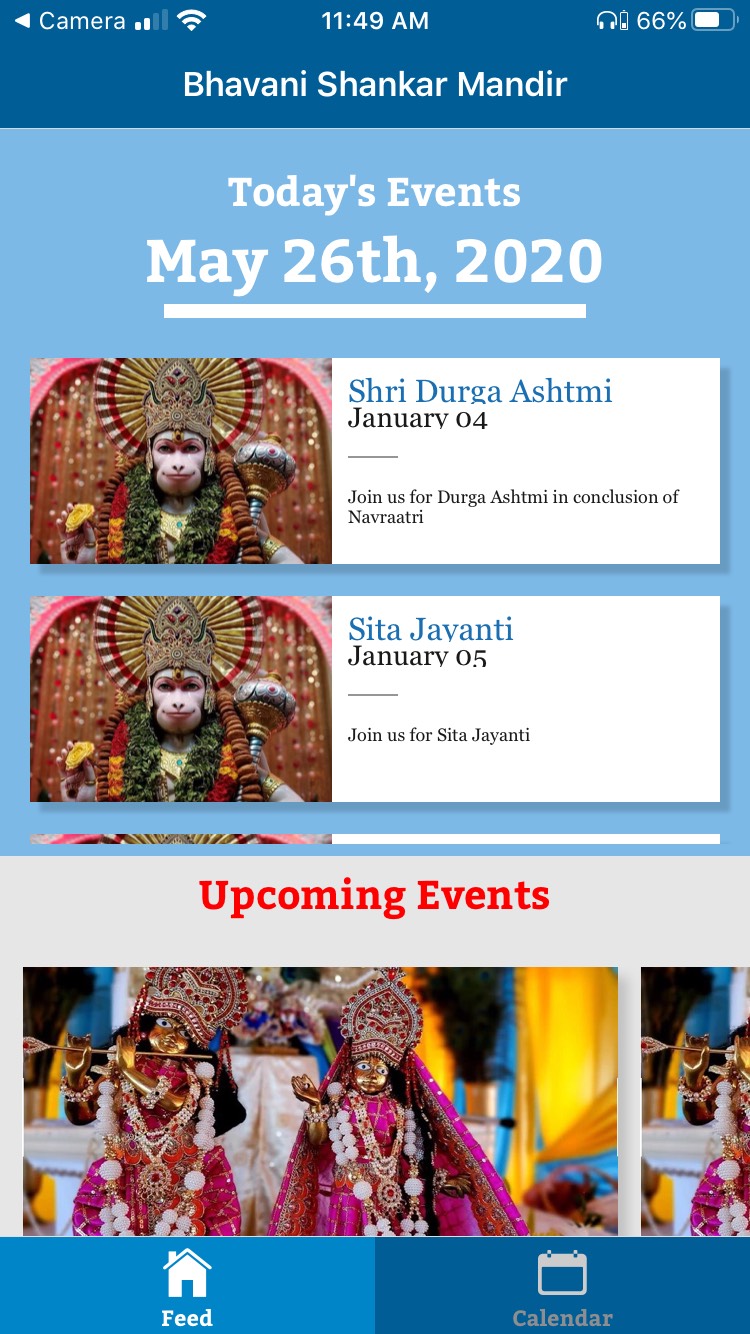 Camera 11:49 AM 66%
Bhavani Shankar Mandir
Today's Events
May 26th, 2020
Shri Durga Ashtmi
January 04
Join us for Durga Ashtmi in conclusion of
Navraatri
Sita Jayanti
January 05
Join us for Sita Jayanti
Upcoming Events
Feed Calendar